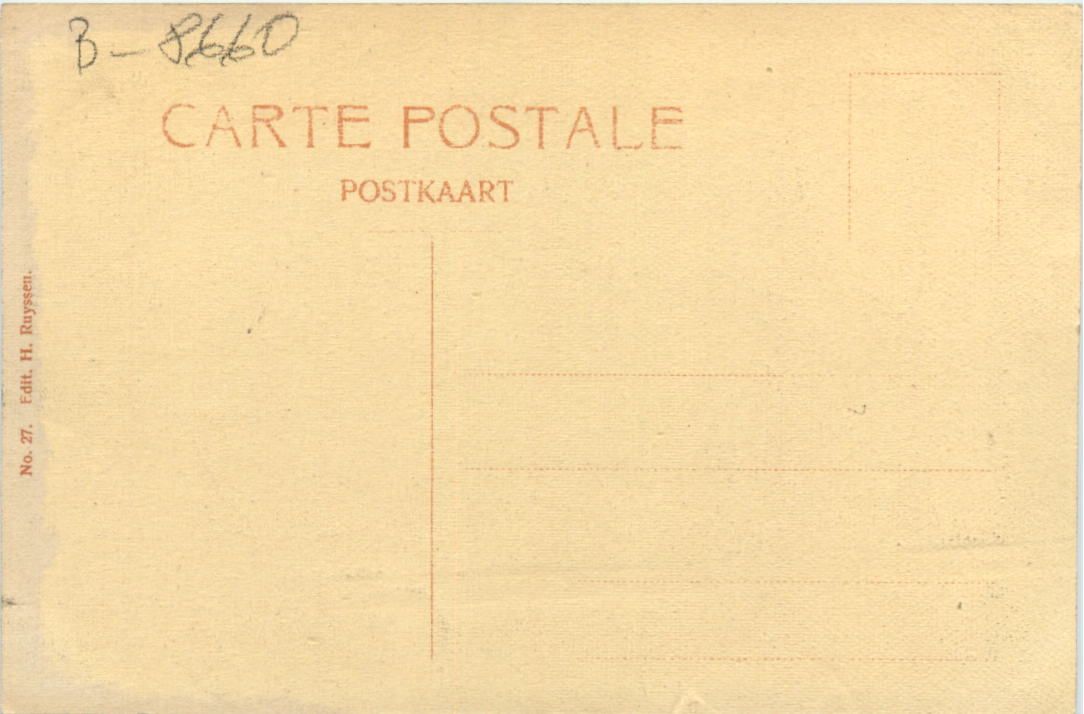 B-8660
CARTE POSTALE
POSTKAART
No. 27. Edit. H. Ruyssen.